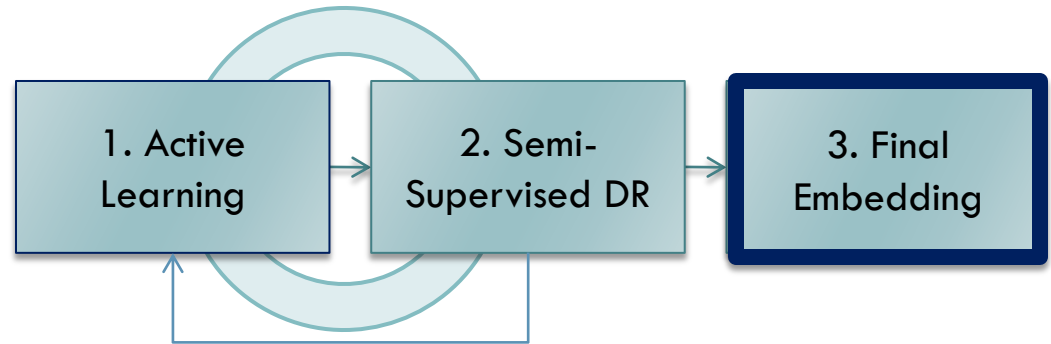 1. Active
Learning
2. Semi-
Supervised DR
3. Final
Embedding